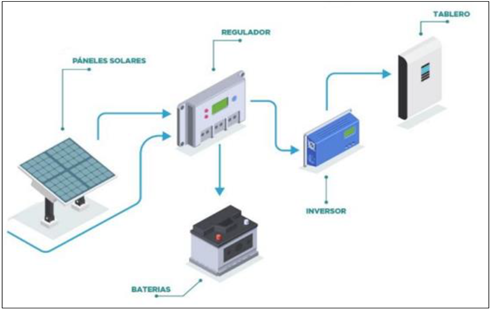 TABLERO
REGULADOR
PÁNELES SOLARES
INVERSOR
BATERIAS